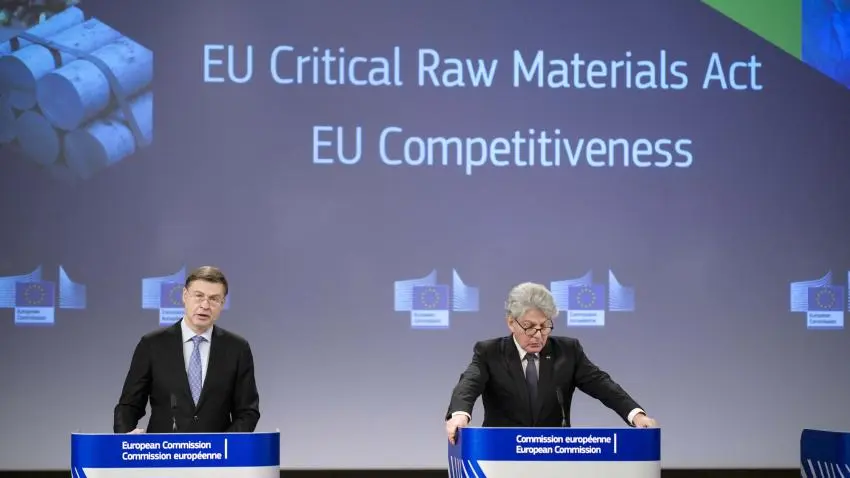 EU Critical Raw Materials Act
EU Competitiveness
European Commission
Commission européenne
Commission européenne
European Commission